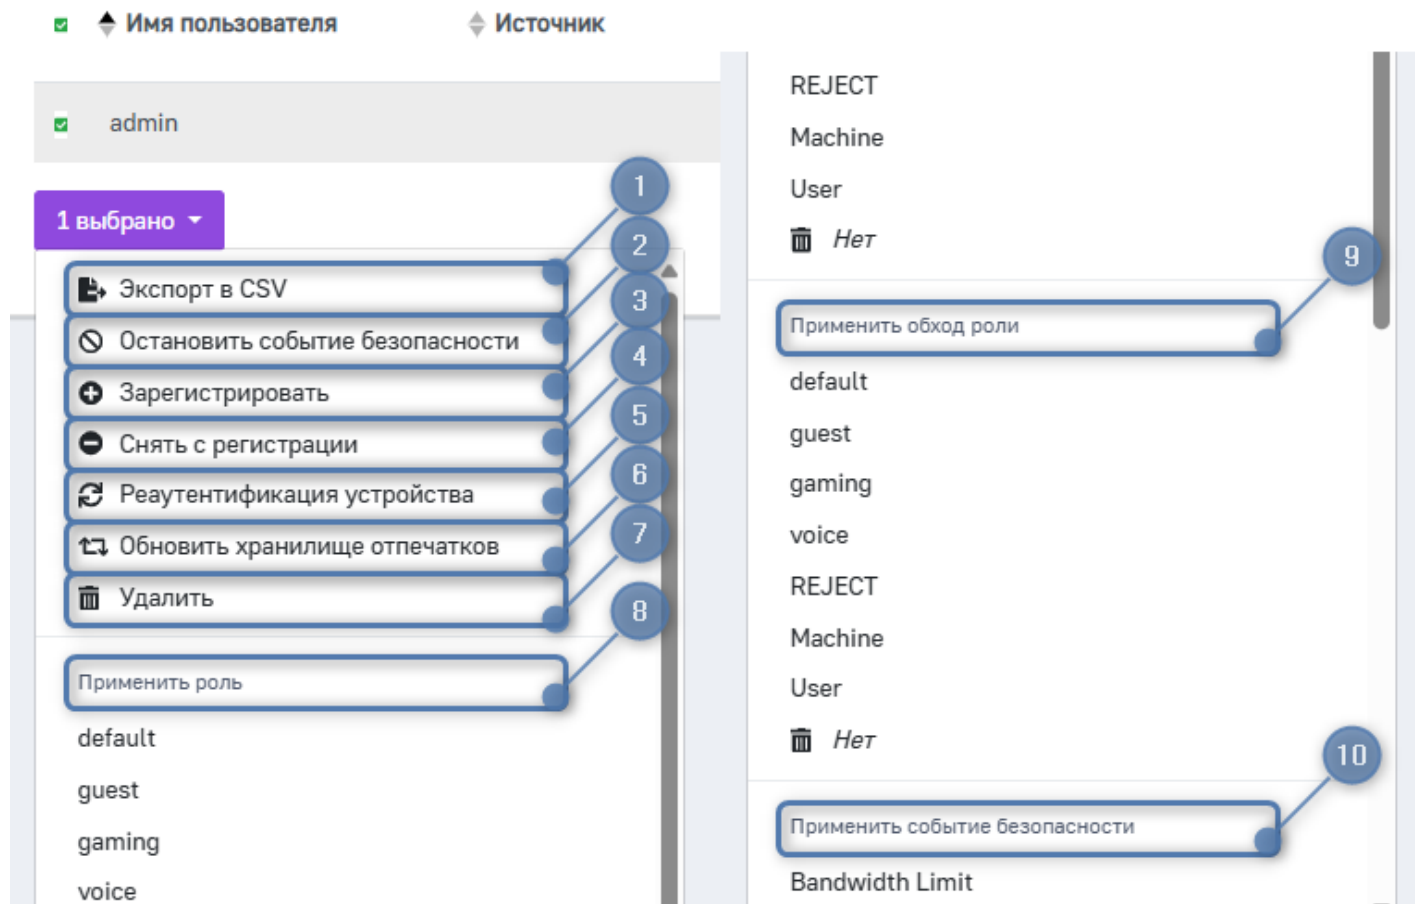 Имя пользователя
Источник
admin
1 выбрано
1
Экспорт в CSV
2
Остановить событие безопасности
3
Зарегистрировать
4
Снять с регистрации
5
Реаутентификация устройства
6
Обновить хранилище отпечатков
7
Удалить
8
Применить роль
default
guest
gaming
voice
REJECT
Machine
User
Нет
9
Применить обход роли
default
guest
gaming
voice
REJECT
Machine
User
Нет
10
Применить событие безопасности
Bandwidth Limit